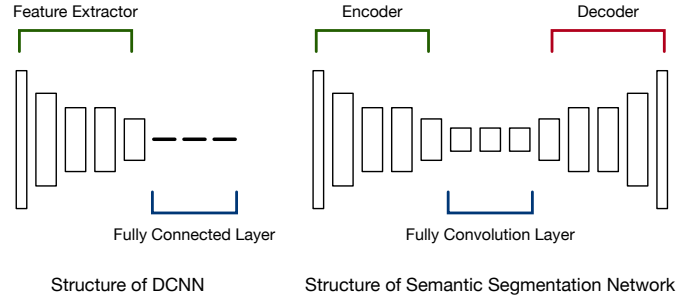 Feature Extractor
Encoder
Decoder
Fully Connected Layer
Fully Convolution Layer
Structure of DCNN
Structure of Semantic Segmentation Network